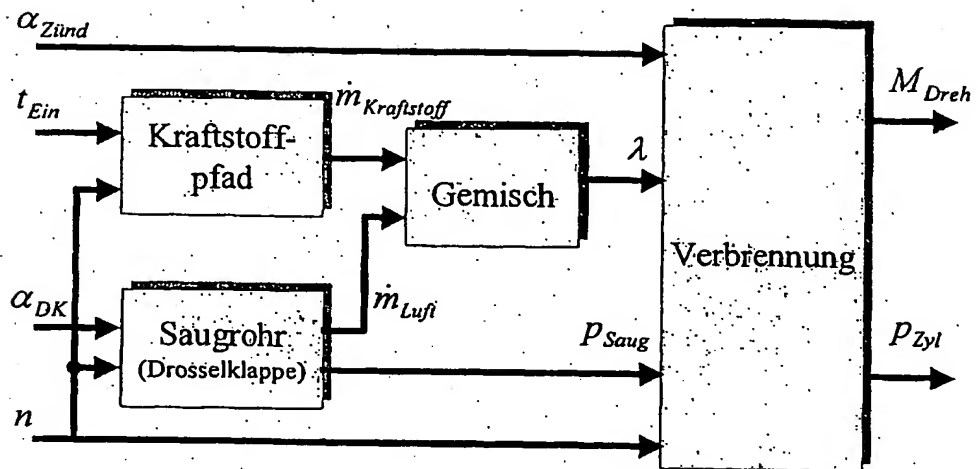 α_Zünd
t_Ein
Kraftstoff-
pfad
ṁ_Kraftstoff
Gemisch
λ
Verbrennung
M_Dreh
α_DK
Saugrohr
(Drosselklappe)
ṁ_Luft
p_Saug
p_Zyl
n